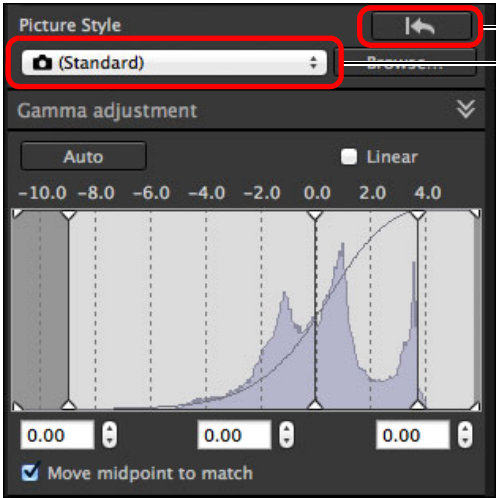 Picture Style
(Standard)
Browse...
Gamma adjustment
Auto
Linear
-10.0 -8.0 -6.0 -4.0 -2.0 0.0 2.0 4.0
0.00 0.00 0.00
Move midpoint to match